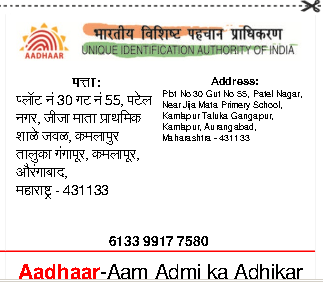 भारतीय विशिष्ट पहचान प्राधिकरण
UNIQUE IDENTIFICATION AUTHORITY OF INDIA
AADHAAR
पत्ता:
प्लॉट नं 30 गट नं 55, पटेल
नगर, जीजा माता प्राथमिक
शाळे जवळ, कमलापुर
तालुका गंगापूर, कमलापूर,
औरंगाबाद,
महाराष्ट्र - 431133
Address:
Plot No 30 Gut No 55, Patel Nagar,
Near Jija Mata Primery School,
Kamlapur Taluka Gangapur,
Kamlapur, Aurangabad,
Maharashtra - 431133
6133 9917 7580
Aadhaar-Aam Admi ka Adhikar